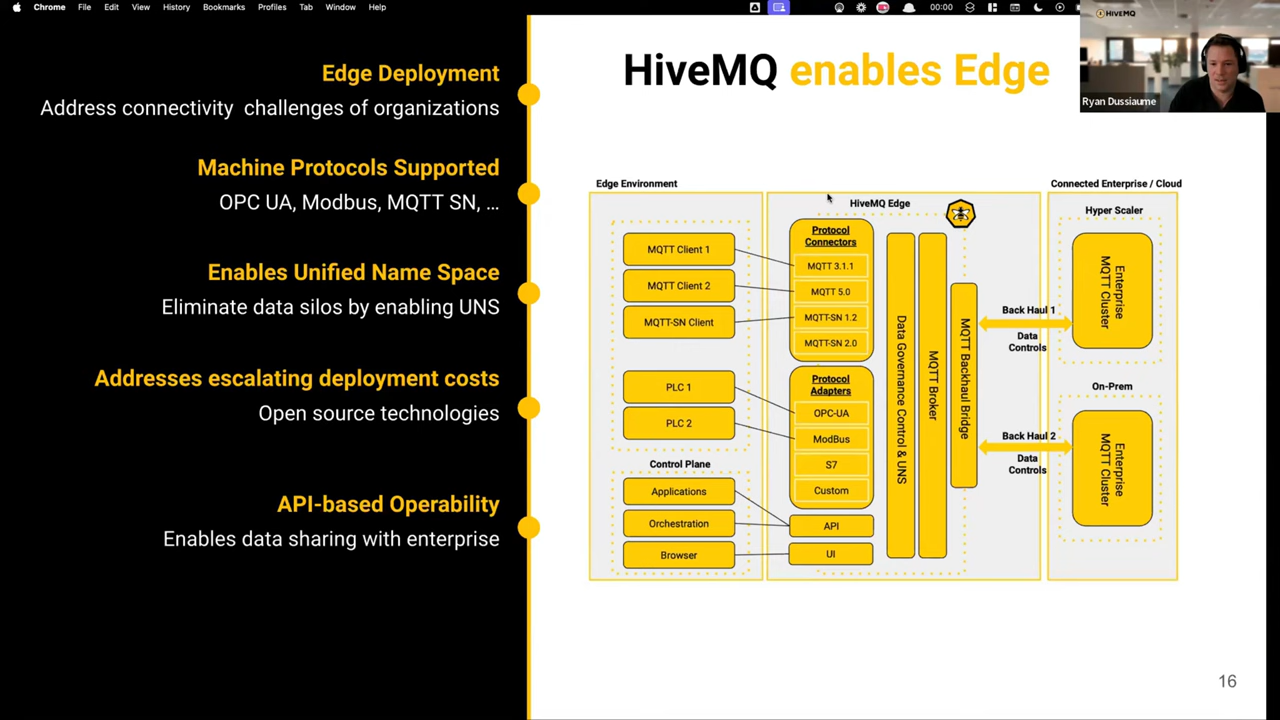 Chrome File Edit View History Bookmarks Profiles Tab Window Help 00:00
HIVEMQ
Ryan Dussiaume
HiveMQ enables Edge
Edge Deployment
Address connectivity challenges of organizations
Machine Protocols Supported
OPC UA, Modbus, MQTT SN, ...
Enables Unified Name Space
Eliminate data silos by enabling UNS
Addresses escalating deployment costs
Open source technologies
API-based Operability
Enables data sharing with enterprise
Edge Environment
MQTT Client 1
MQTT Client 2
MQTT-SN Client
PLC 1
PLC 2
Control Plane
Applications
Orchestration
Browser
HiveMQ Edge
Protocol
Connectors
MQTT 3.1.1
MQTT 5.0
MQTT-SN 1.2
MQTT-SN 2.0
Protocol
Adapters
OPC-UA
ModBus
S7
Custom
API
UI
Data Governance Control & UNS
MQTT Broker
MQTT Backhaul Bridge
Back Haul 1
Data
Controls
Back Haul 2
Data
Controls
Connected Enterprise / Cloud
Hyper Scaler
Enterprise
MQTT Cluster
On-Prem
Enterprise
MQTT Cluster
16